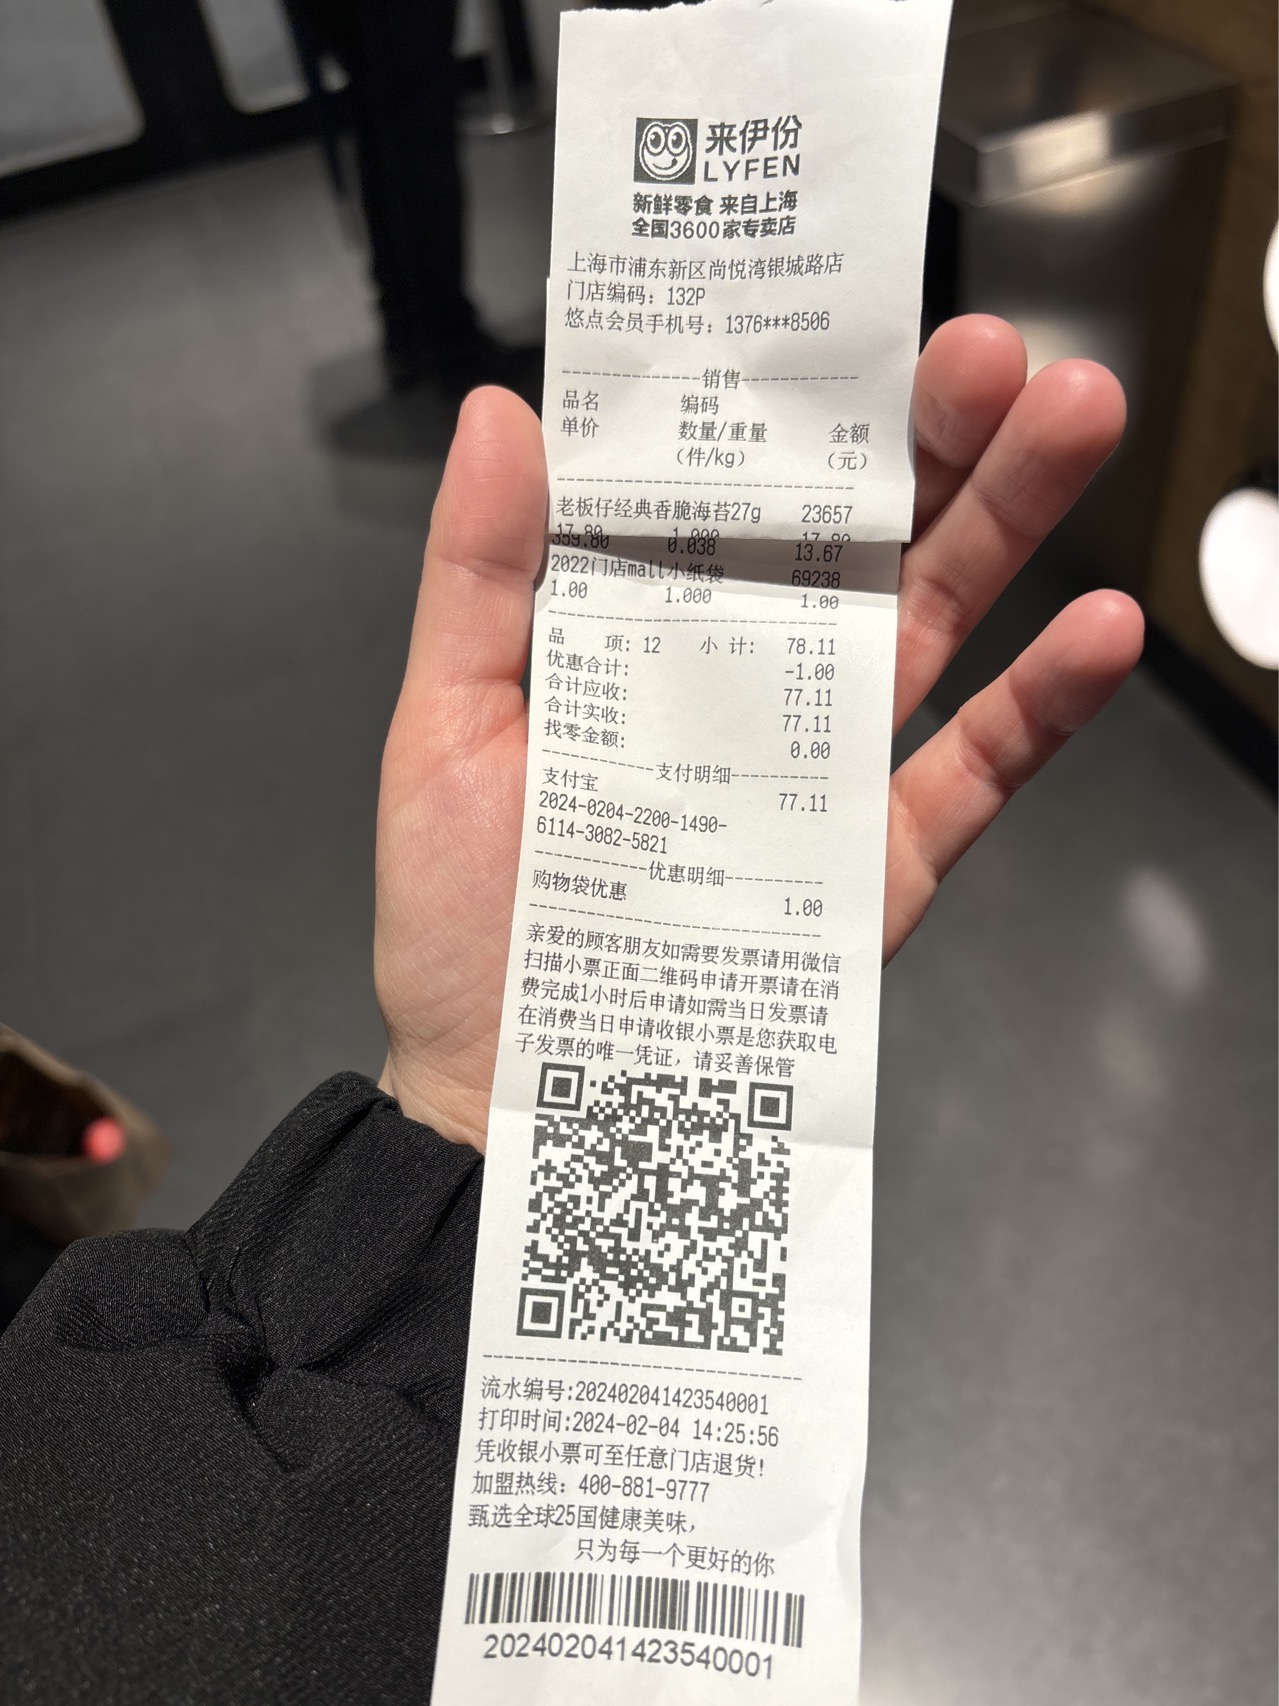 来伊份
LYFEN
新鲜零食 来自上海
全国3600家专卖店
上海市浦东新区尚悦湾银城路店
门店编码：132P
悠点会员手机号：1376***8506
--------------销售------------
品名 编码
单价 数量/重量 金额
（件/kg） （元）
------------------------------
老板仔经典香脆海苔27g 23657
17.80 1.000 17.80
359.80 0.038 13.67
2022门店mall小纸袋 69238
1.00 1.000 1.00
------------------------------
品 项: 12 小 计: 78.11
优惠合计: -1.00
合计应收: 77.11
合计实收: 77.11
找零金额: 0.00
------------支付明细----------
支付宝 77.11
2024-0204-2200-1490-
6114-3082-5821
------------优惠明细----------
购物袋优惠 1.00
------------------------------
亲爱的顾客朋友如需要发票请用微信
扫描小票正面二维码申请开票请在消
费完成1小时后申请如需当日发票请
在消费当日申请收银小票是您获取电
子发票的唯一凭证，请妥善保管
------------------------------
流水编号:202402041423540001
打印时间:2024-02-04 14:25:56
凭收银小票可至任意门店退货!
加盟热线：400-881-9777
甄选全球25国健康美味，
只为每一个更好的你
202402041423540001